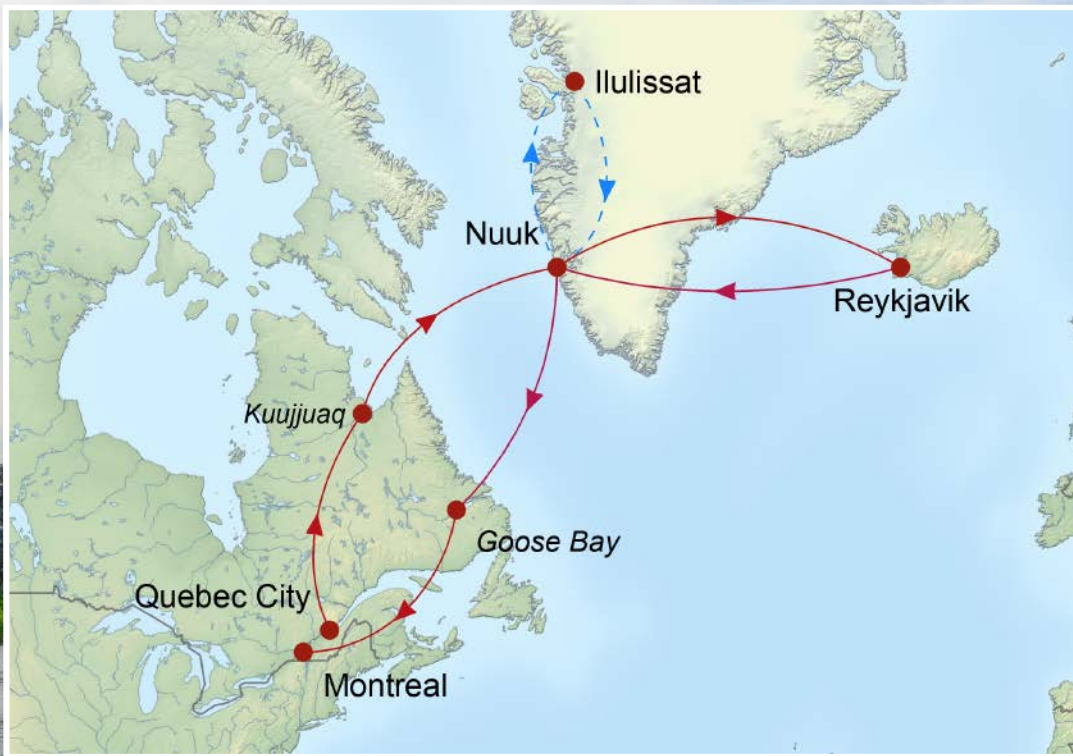 Ilulissat
Nuuk
Reykjavik
Kuujjuaq
Goose Bay
Quebec City
Montreal